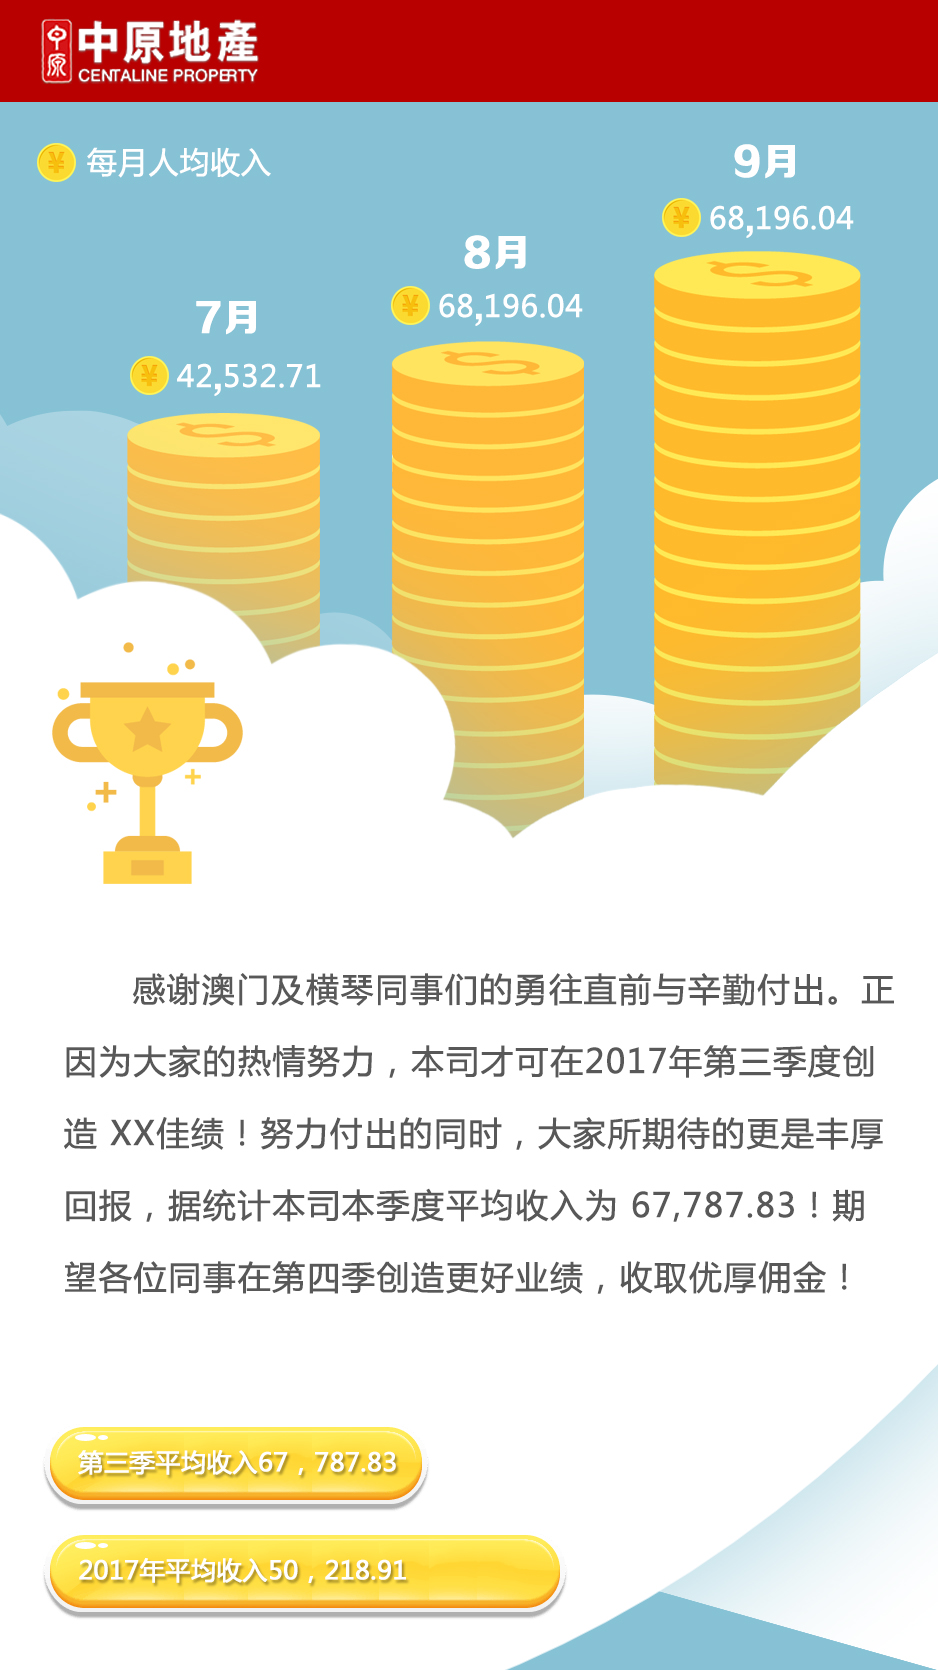 中原
中原地產
CENTALINE PROPERTY
¥ 每月人均收入
9月
¥ 68,196.04
8月
¥ 68,196.04
7月
¥ 42,532.71
感谢澳门及横琴同事们的勇往直前与辛勤付出。正
因为大家的热情努力，本司才可在2017年第三季度创
造 XX佳绩！努力付出的同时，大家所期待的更是丰厚
回报，据统计本司本季度平均收入为 67,787.83！期
望各位同事在第四季创造更好业绩，收取优厚佣金！
第三季平均收入67，787.83
2017年平均收入50，218.91